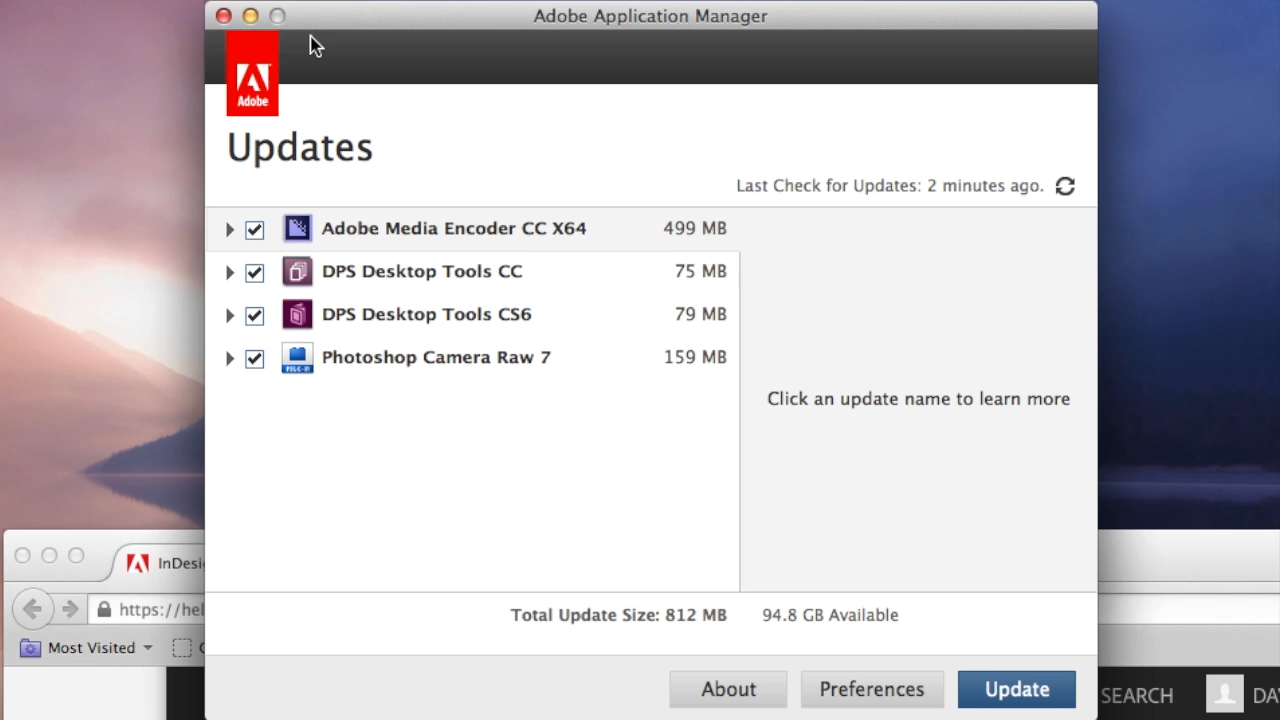 Adobe Application Manager
Adobe
Updates
Last Check for Updates: 2 minutes ago.
Adobe Media Encoder CC X64 499 MB
DPS Desktop Tools CC 75 MB
DPS Desktop Tools CS6 79 MB
Photoshop Camera Raw 7 159 MB
Click an update name to learn more
InDesi
https://hel
Total Update Size: 812 MB 94.8 GB Available
Most Visited
About Preferences Update
SEARCH DA